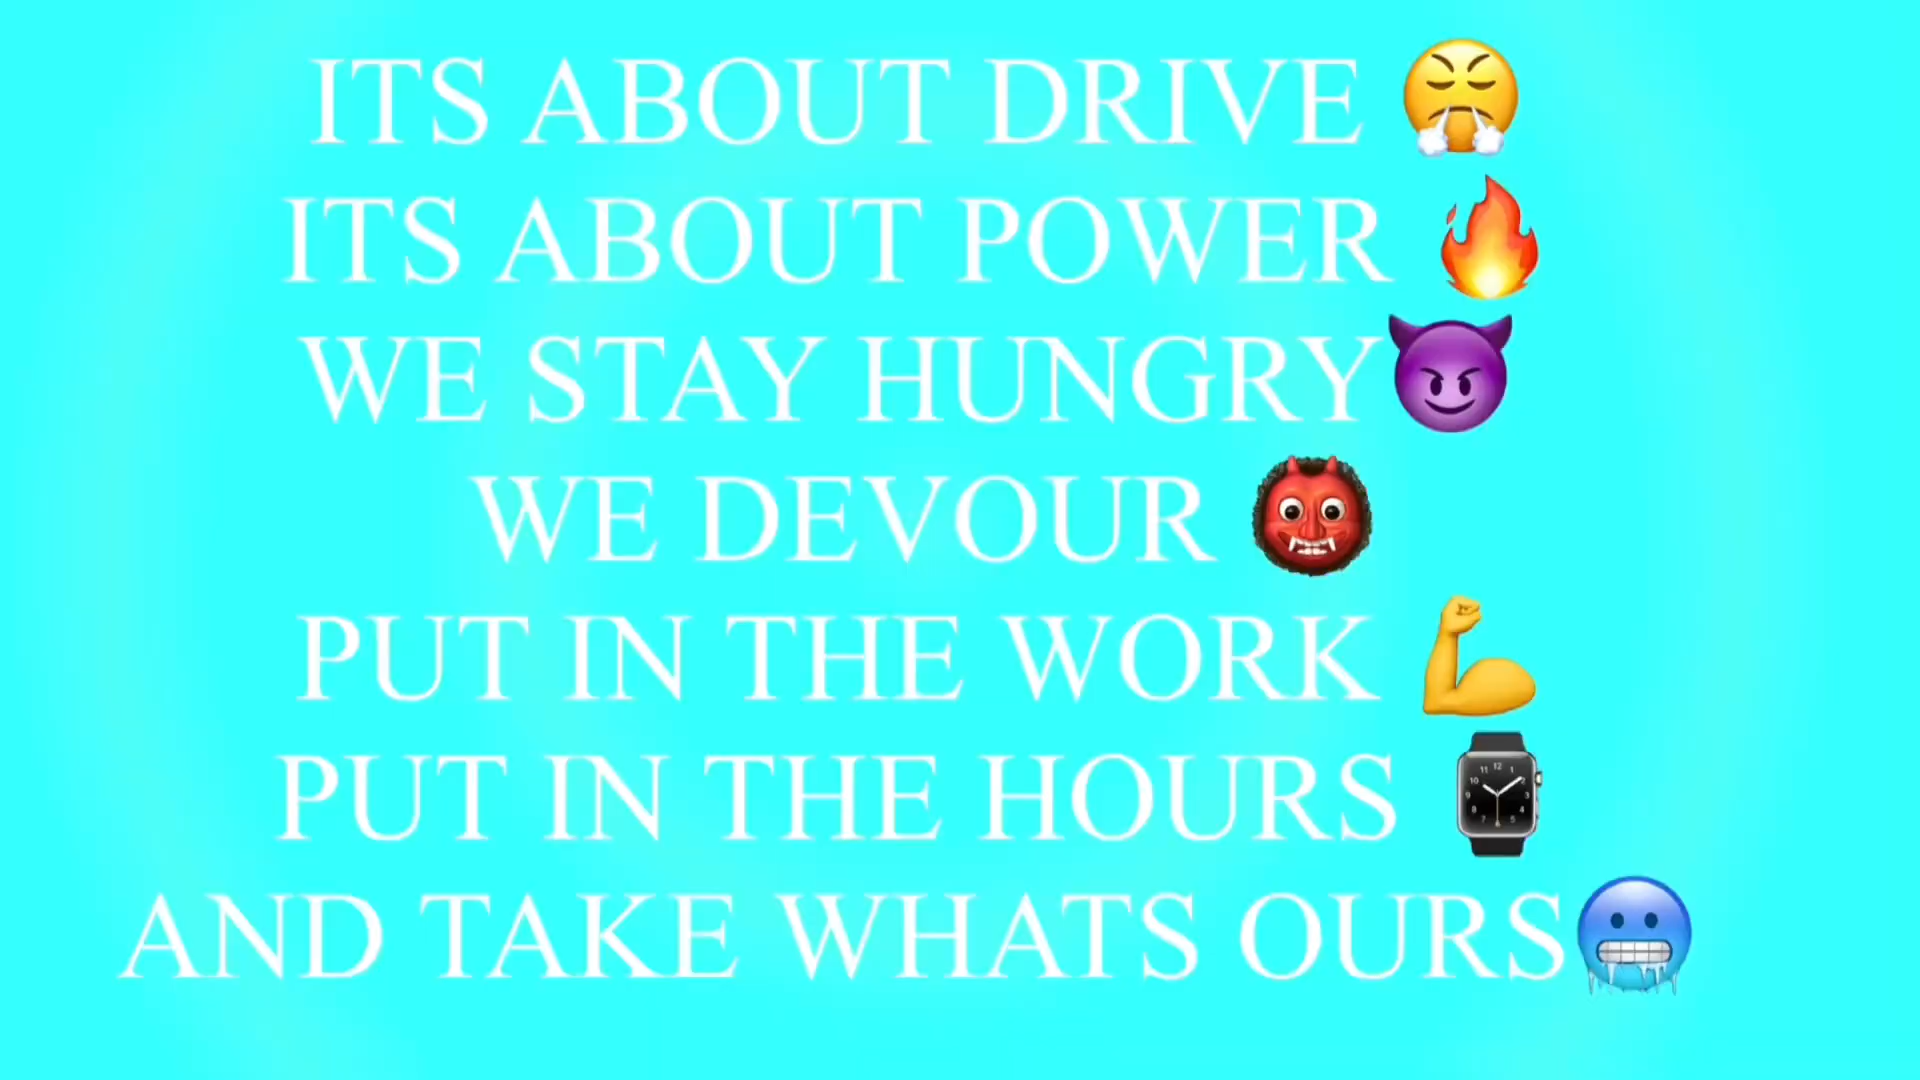 ITS ABOUT DRIVE 😤
ITS ABOUT POWER 🔥
WE STAY HUNGRY😈
WE DEVOUR 👹
PUT IN THE WORK 💪
PUT IN THE HOURS ⌚
AND TAKE WHATS OURS🥶